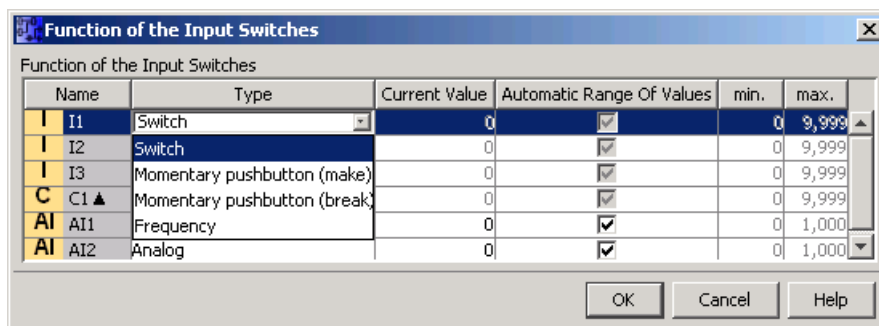 Function of the Input Switches
Function of the Input Switches
Name Type Current Value Automatic Range Of Values min. max.
I I1 Switch 0 0 9,999
I I2 Switch 0 0 9,999
I I3 Momentary pushbutton (make) 0 0 9,999
C C1▲ Momentary pushbutton (break) 0 0 9,999
AI AI1 Frequency 0 0 1,000
AI AI2 Analog 0 0 1,000
OK Cancel Help